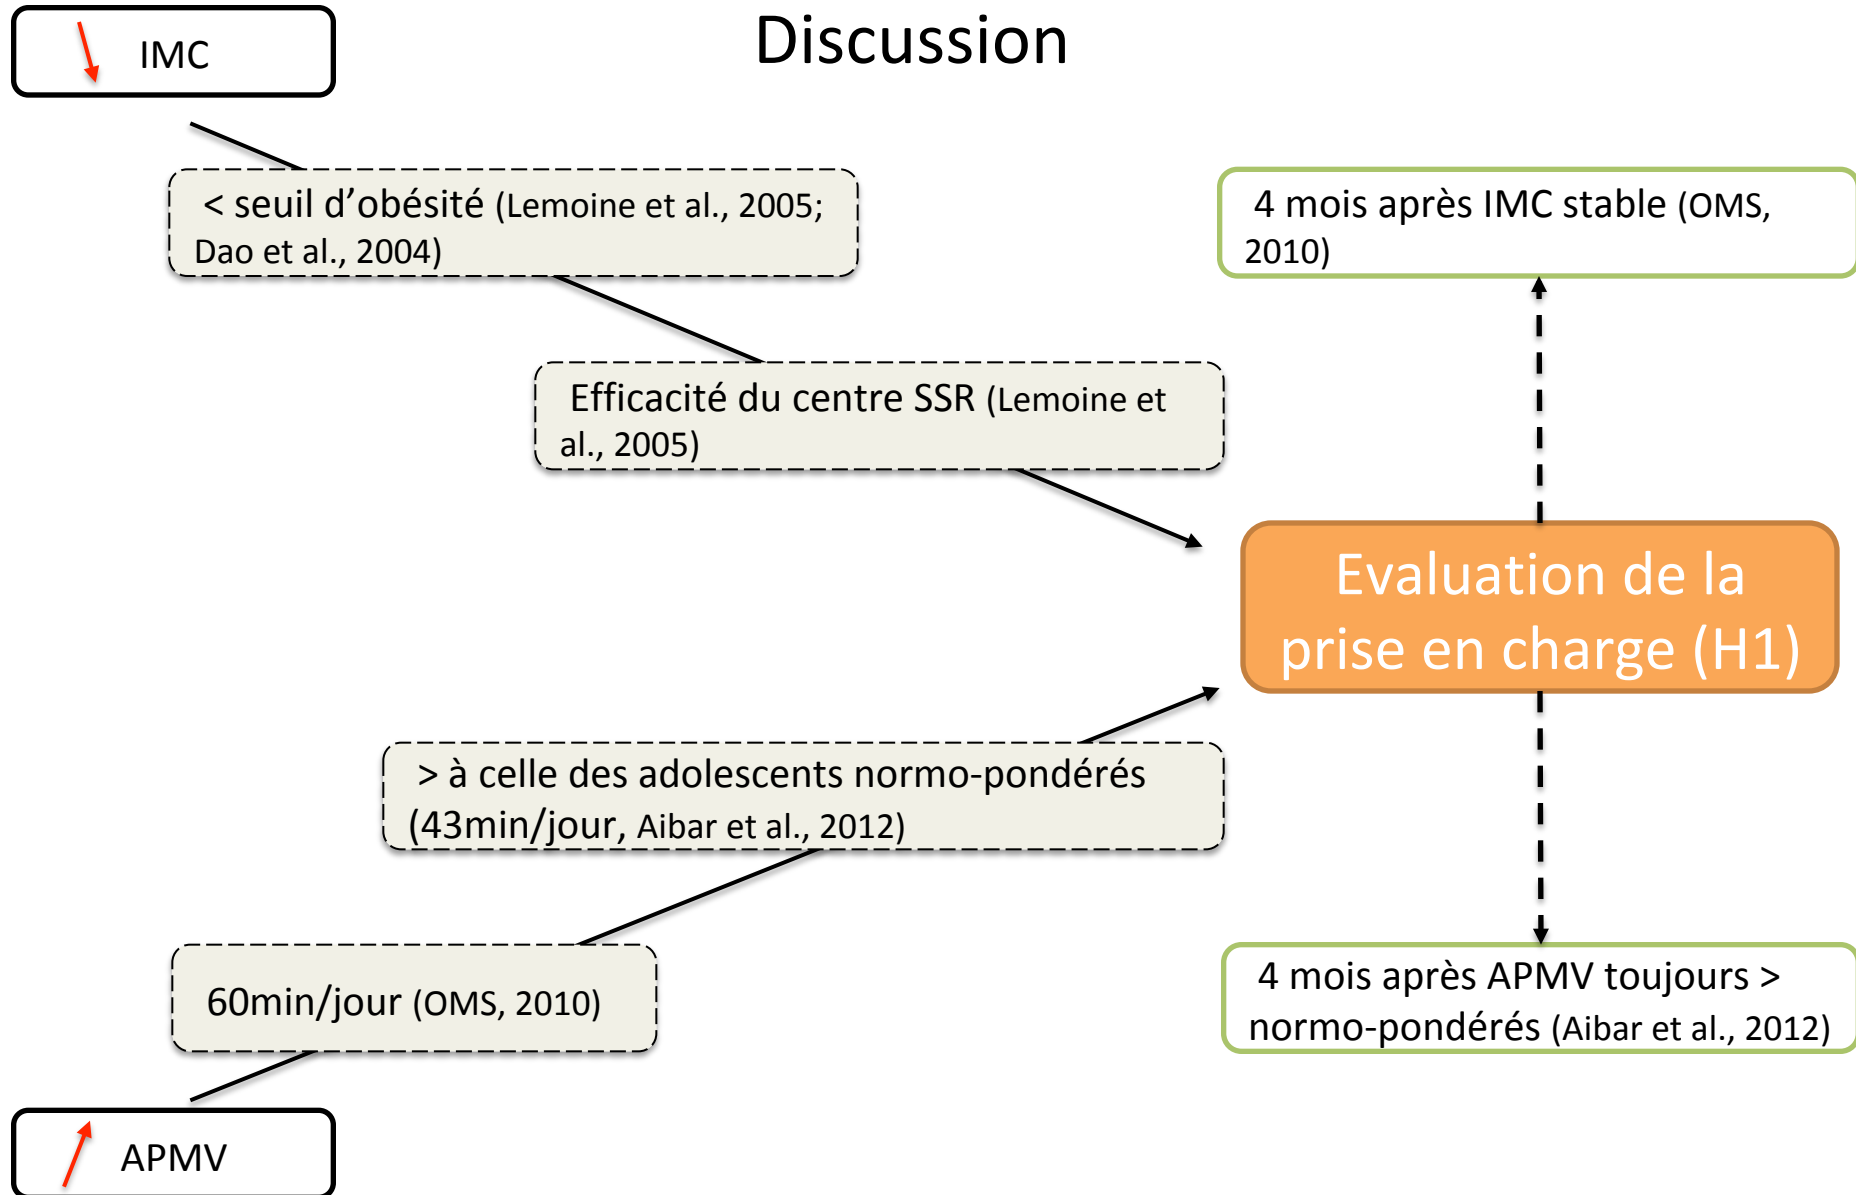 Discussion
IMC
< seuil d’obésité (Lemoine et al., 2005;
Dao et al., 2004)
4 mois après IMC stable (OMS,
2010)
Efficacité du centre SSR (Lemoine et
al., 2005)
Evaluation de la
prise en charge (H1)
> à celle des adolescents normo-pondérés
(43min/jour, Aibar et al., 2012)
60min/jour (OMS, 2010)
4 mois après APMV toujours >
normo-pondérés (Aibar et al., 2012)
APMV